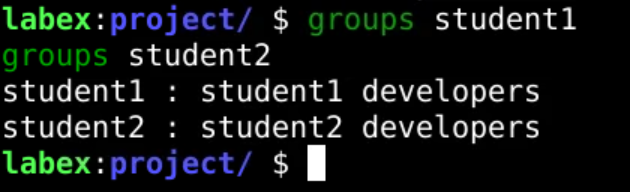 labex:project/ $ groups student1
groups student2
student1 : student1 developers
student2 : student2 developers
labex:project/ $